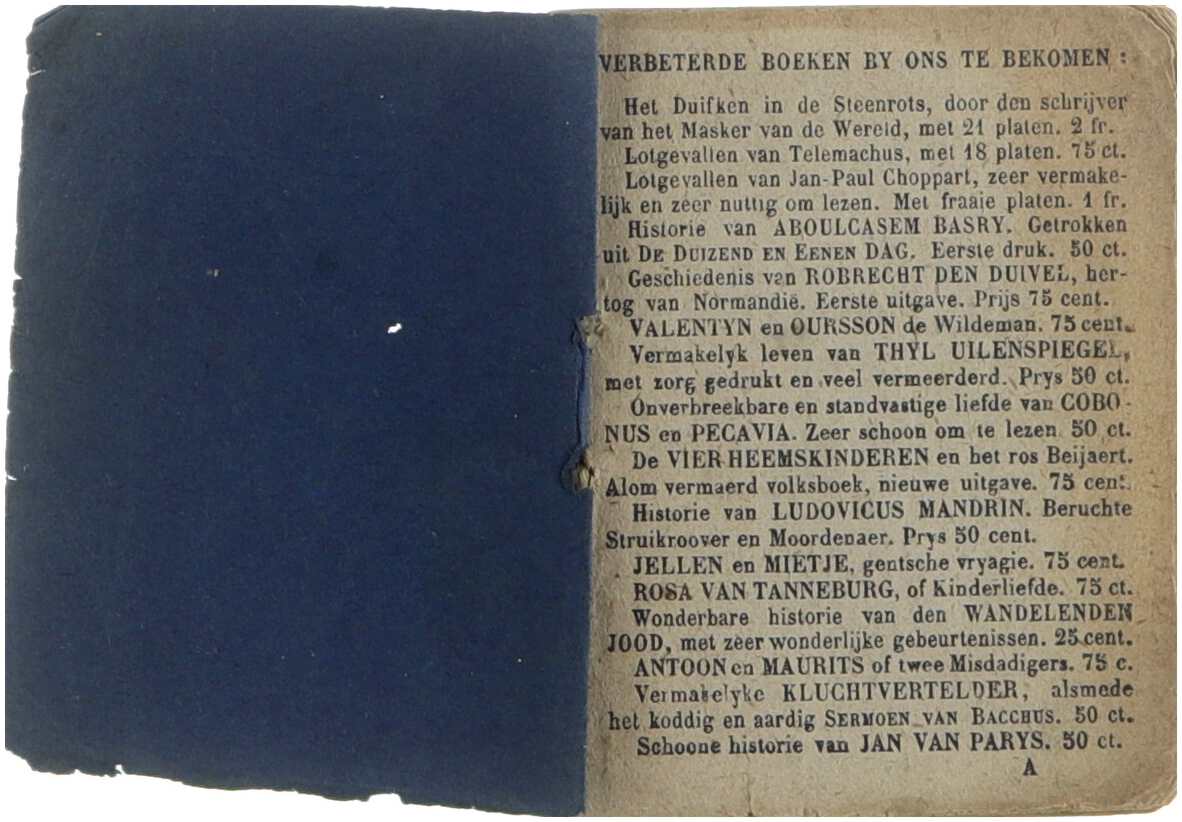 VERBETERDE BOEKEN BY ONS TE BEKOMEN :
Het Duifken in de Steenrots, door den schrijver
van het Masker van de Wereld, met 21 platen. 2 fr.
Lotgevallen van Telemachus, met 18 platen. 75 ct.
Lotgevallen van Jan-Paul Choppart, zeer vermake-
lijk en zeer nuttig om lezen. Met fraaie platen. 1 fr.
Historie van ABOULCASEM BASRY. Getrokken
uit DE DUIZEND EN EENEN DAG. Eerste druk. 50 ct.
Geschiedenis van ROBRECHT DEN DUIVEL, her-
tog van Normandië. Eerste uitgave. Prijs 75 cent.
VALENTYN en OURSSON de Wildeman. 75 cent.
Vermakelyk leven van THYL UILENSPIEGEL,
met zorg gedrukt en veel vermeerderd. Prys 50 ct.
Onverbreekbare en standvastige liefde van COBO-
NUS en PECAVIA. Zeer schoon om te lezen. 50 ct.
De VIER HEEMSKINDEREN en het ros Beijaert.
Alom vermaerd volksboek, nieuwe uitgave. 75 cent.
Historie van LUDOVICUS MANDRIN. Beruchte
Struikroover en Moordenaer. Prys 50 cent.
JELLEN en MIETJE, gentsche vryagie. 75 cent.
ROSA VAN TANNEBURG, of Kinderliefde. 75 ct.
Wonderbare historie van den WANDELENDEN
JOOD, met zeer wonderlijke gebeurtenissen. 25 cent.
ANTOON en MAURITS of twee Misdadigers. 75 c.
Vermakelyke KLUCHTVERTELDER, alsmede
het koddig en aardig SERMOEN VAN BACCHUS. 50 ct.
Schoone historie van JAN VAN PARYS. 50 ct.
A